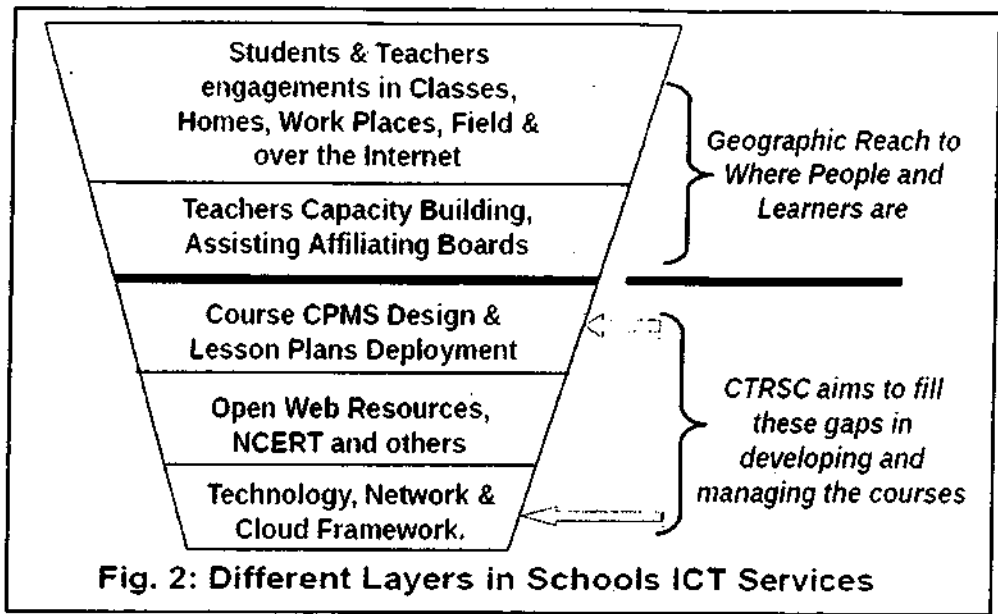 Students & Teachers
engagements in Classes,
Homes, Work Places, Field &
over the Internet
Geographic Reach to
Where People and
Learners are
Teachers Capacity Building,
Assisting Affiliating Boards
Course CPMS Design &
Lesson Plans Deployment
Open Web Resources,
NCERT and others
CTRSC aims to fill
these gaps in
developing and
managing the courses
Technology, Network &
Cloud Framework.
Fig. 2: Different Layers in Schools ICT Services